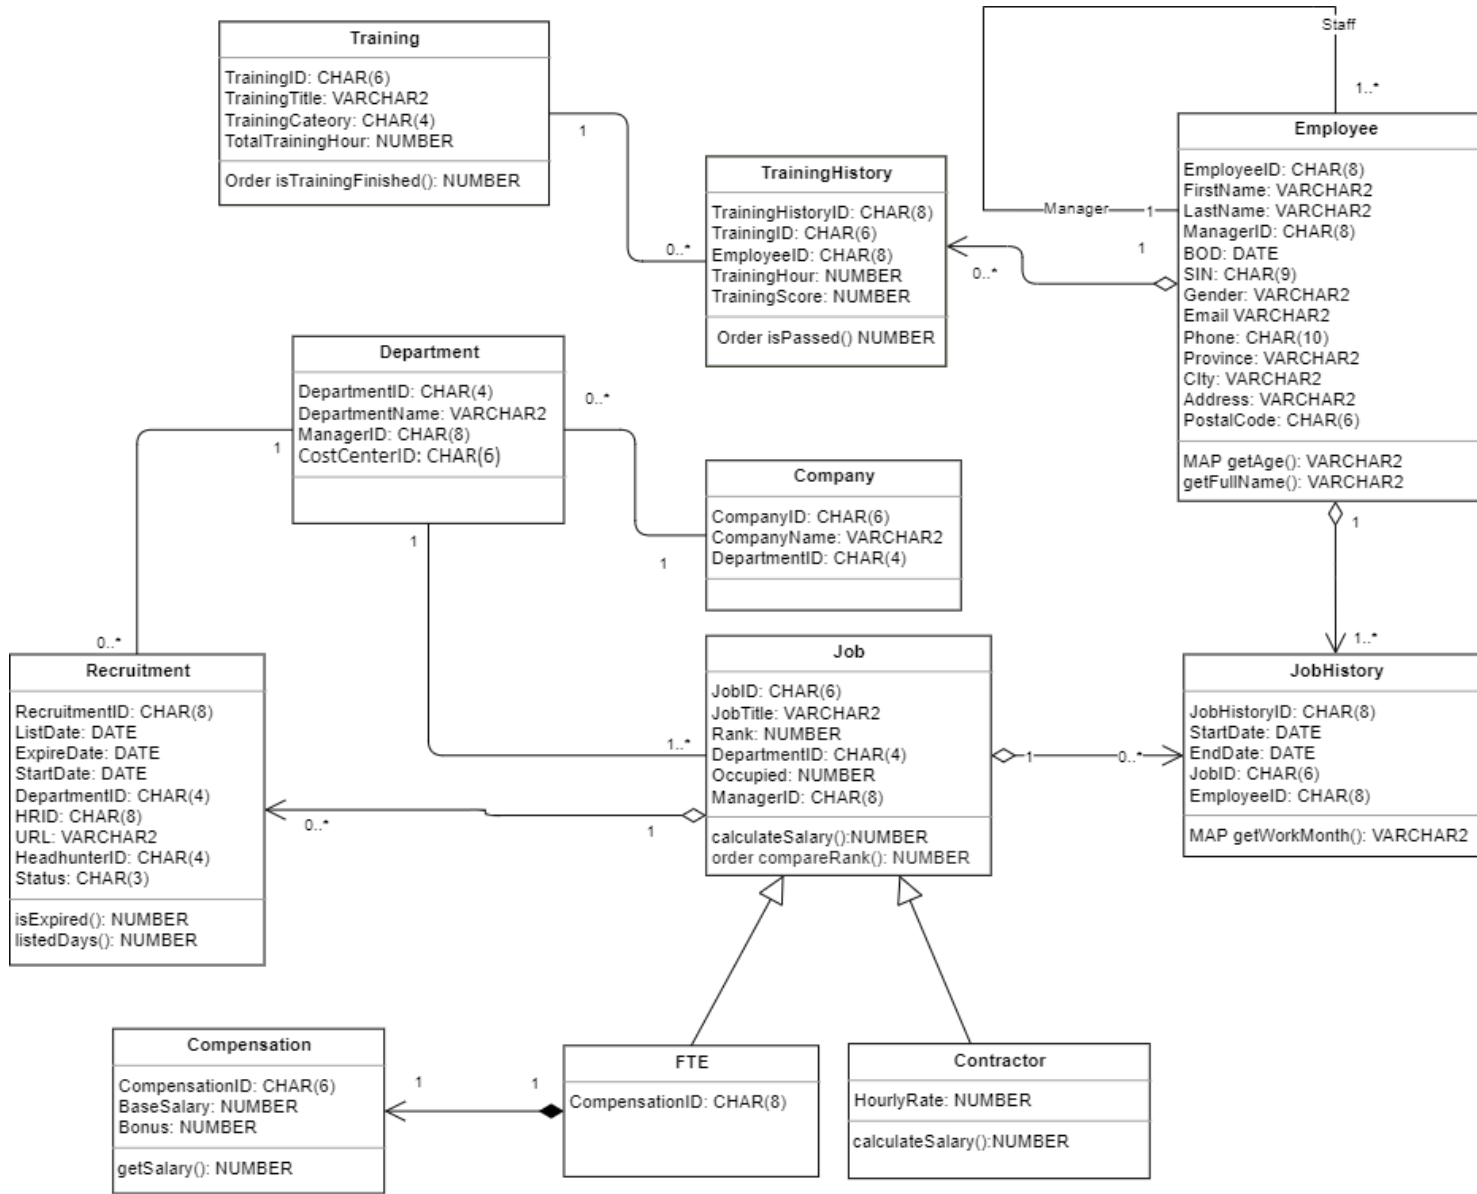 Training
TrainingID: CHAR(6)
TrainingTitle: VARCHAR2
TrainingCateory: CHAR(4)
TotalTrainingHour: NUMBER
Order isTrainingFinished(): NUMBER
1
0..*
TrainingHistory
TrainingHistoryID: CHAR(8)
TrainingID: CHAR(6)
EmployeeID: CHAR(8)
TrainingHour: NUMBER
TrainingScore: NUMBER
Order isPassed() NUMBER
Staff
1..*
Manager
1
1
0..*
Employee
EmployeeID: CHAR(8)
FirstName: VARCHAR2
LastName: VARCHAR2
ManagerID: CHAR(8)
BOD: DATE
SIN: CHAR(9)
Gender: VARCHAR2
Email VARCHAR2
Phone: CHAR(10)
Province: VARCHAR2
CIty: VARCHAR2
Address: VARCHAR2
PostalCode: CHAR(6)
MAP getAge(): VARCHAR2
getFullName(): VARCHAR2
1
1..*
Department
DepartmentID: CHAR(4)
DepartmentName: VARCHAR2
ManagerID: CHAR(8)
CostCenterID: CHAR(6)
0..*
1
1
1
0..*
1..*
Company
CompanyID: CHAR(6)
CompanyName: VARCHAR2
DepartmentID: CHAR(4)
Recruitment
RecruitmentID: CHAR(8)
ListDate: DATE
ExpireDate: DATE
StartDate: DATE
DepartmentID: CHAR(4)
HRID: CHAR(8)
URL: VARCHAR2
HeadhunterID: CHAR(4)
Status: CHAR(3)
isExpired(): NUMBER
listedDays(): NUMBER
0..*
1
Job
JobID: CHAR(6)
JobTitle: VARCHAR2
Rank: NUMBER
DepartmentID: CHAR(4)
Occupied: NUMBER
ManagerID: CHAR(8)
calculateSalary():NUMBER
order compareRank(): NUMBER
1
0..*
JobHistory
JobHistoryID: CHAR(8)
StartDate: DATE
EndDate: DATE
JobID: CHAR(6)
EmployeeID: CHAR(8)
MAP getWorkMonth(): VARCHAR2
Compensation
CompensationID: CHAR(6)
BaseSalary: NUMBER
Bonus: NUMBER
getSalary(): NUMBER
1
1
FTE
CompensationID: CHAR(8)
Contractor
HourlyRate: NUMBER
calculateSalary():NUMBER